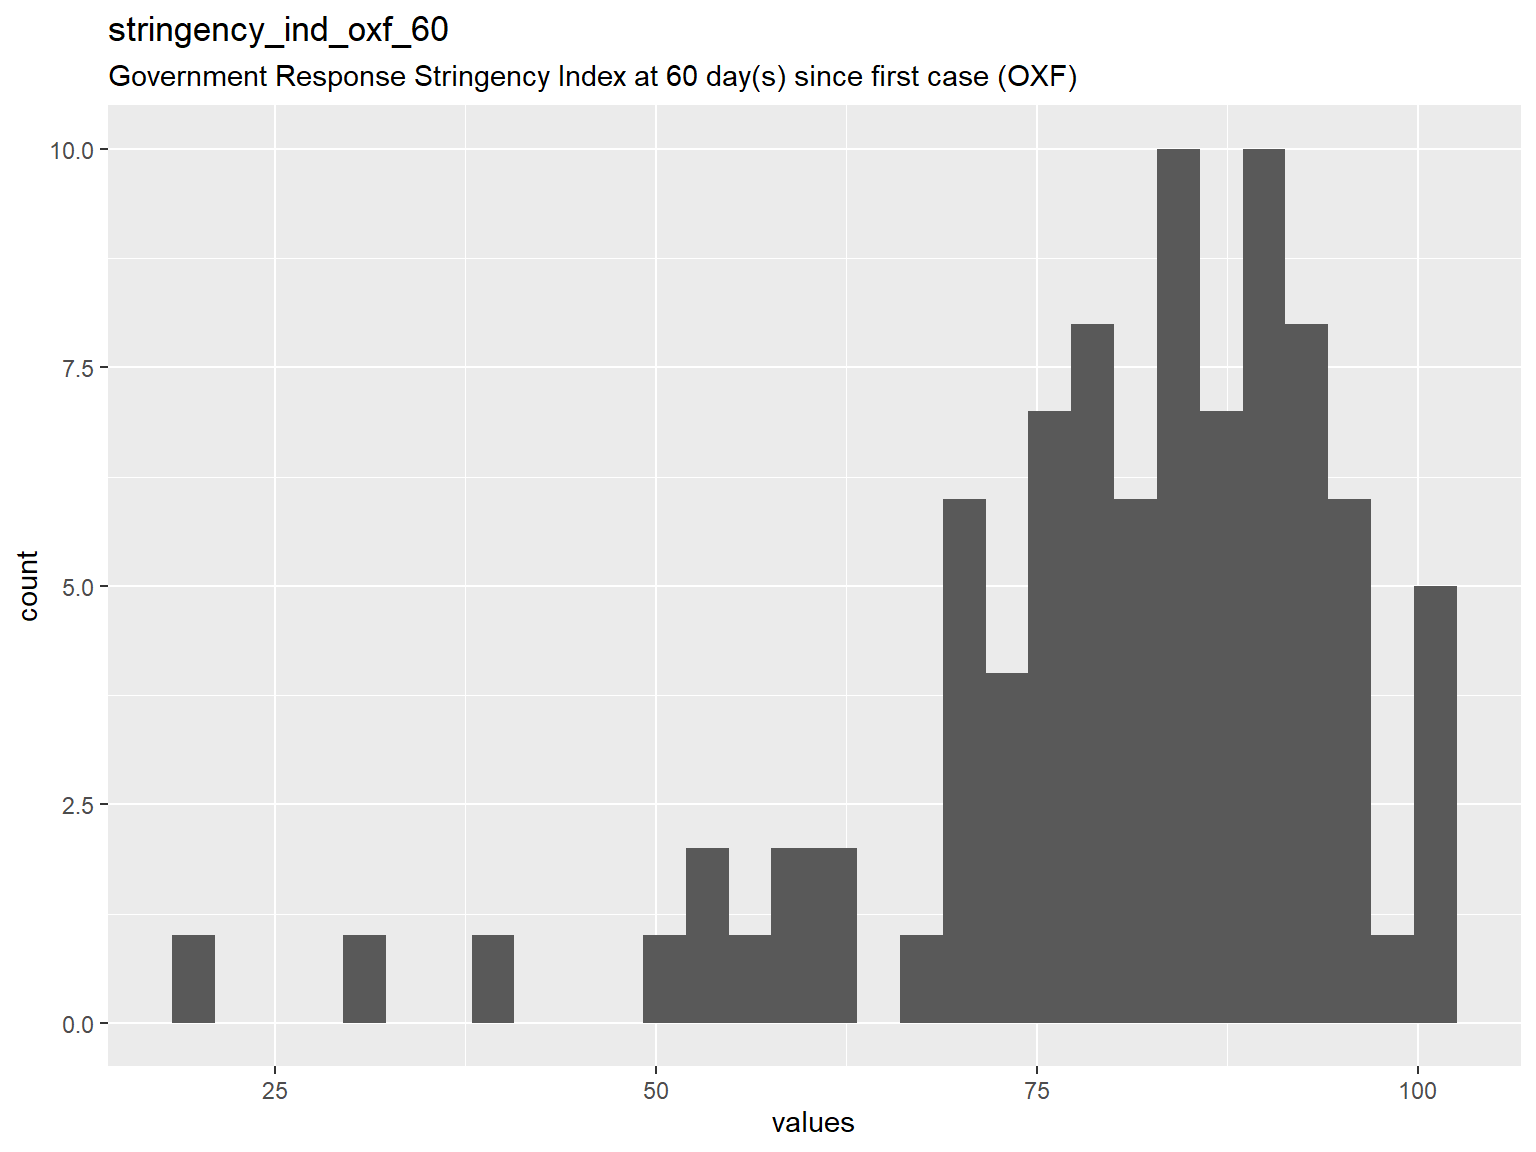 stringency_ind_oxf_60
Government Response Stringency Index at 60 day(s) since first case (OXF)
10.0
7.5
5.0
2.5
0.0
count
25 50 75 100
values